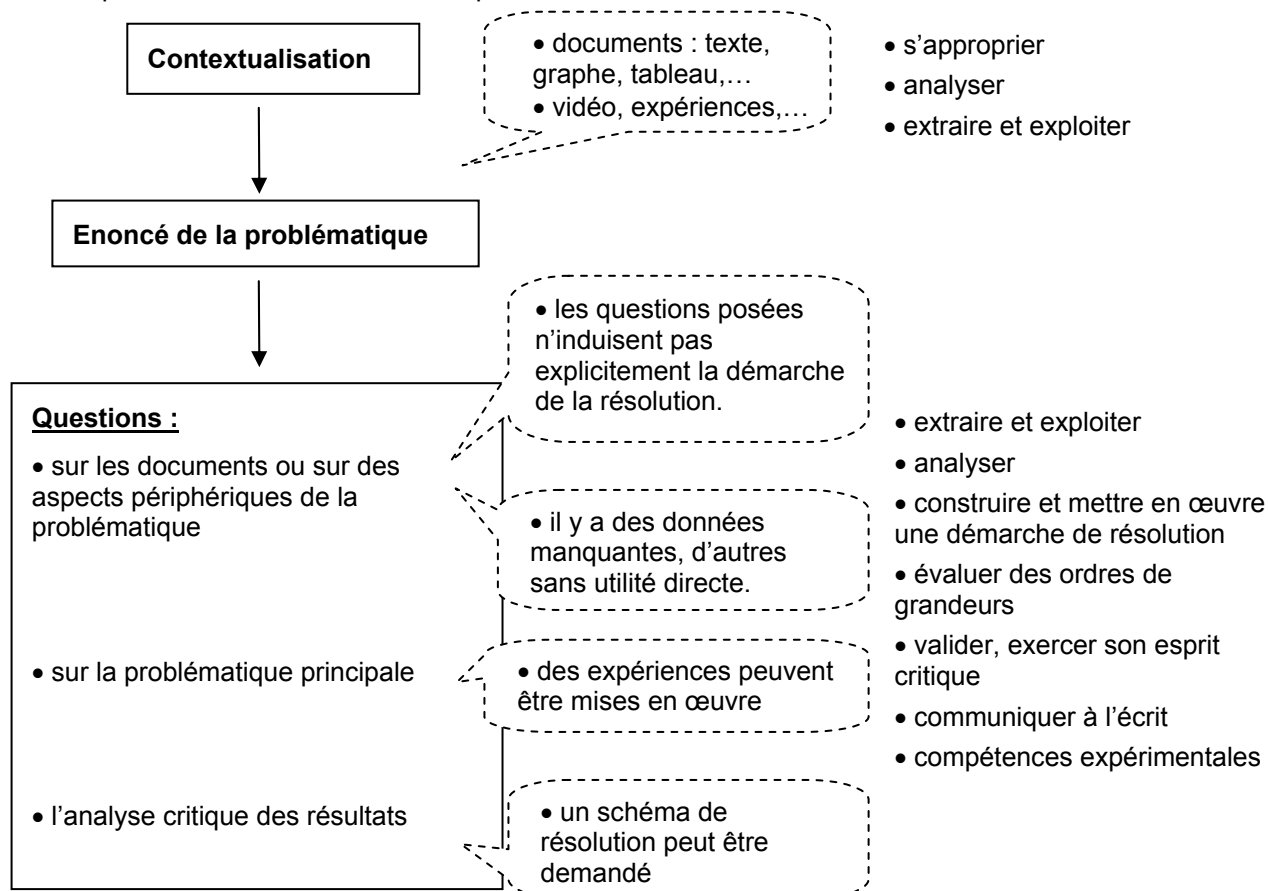 Contextualisation
• documents : texte,
graphe, tableau,…
• vidéo, expériences,…
• s’approprier
• analyser
• extraire et exploiter
Enoncé de la problématique
• les questions posées
n’induisent pas
explicitement la démarche
de la résolution.
Questions :
• sur les documents ou sur des
aspects périphériques de la
problématique
• il y a des données
manquantes, d’autres
sans utilité directe.
• sur la problématique principale
• des expériences peuvent
être mises en œuvre
• l’analyse critique des résultats
• un schéma de
résolution peut être
demandé
• extraire et exploiter
• analyser
• construire et mettre en œuvre
une démarche de résolution
• évaluer des ordres de
grandeurs
• valider, exercer son esprit
critique
• communiquer à l’écrit
• compétences expérimentales